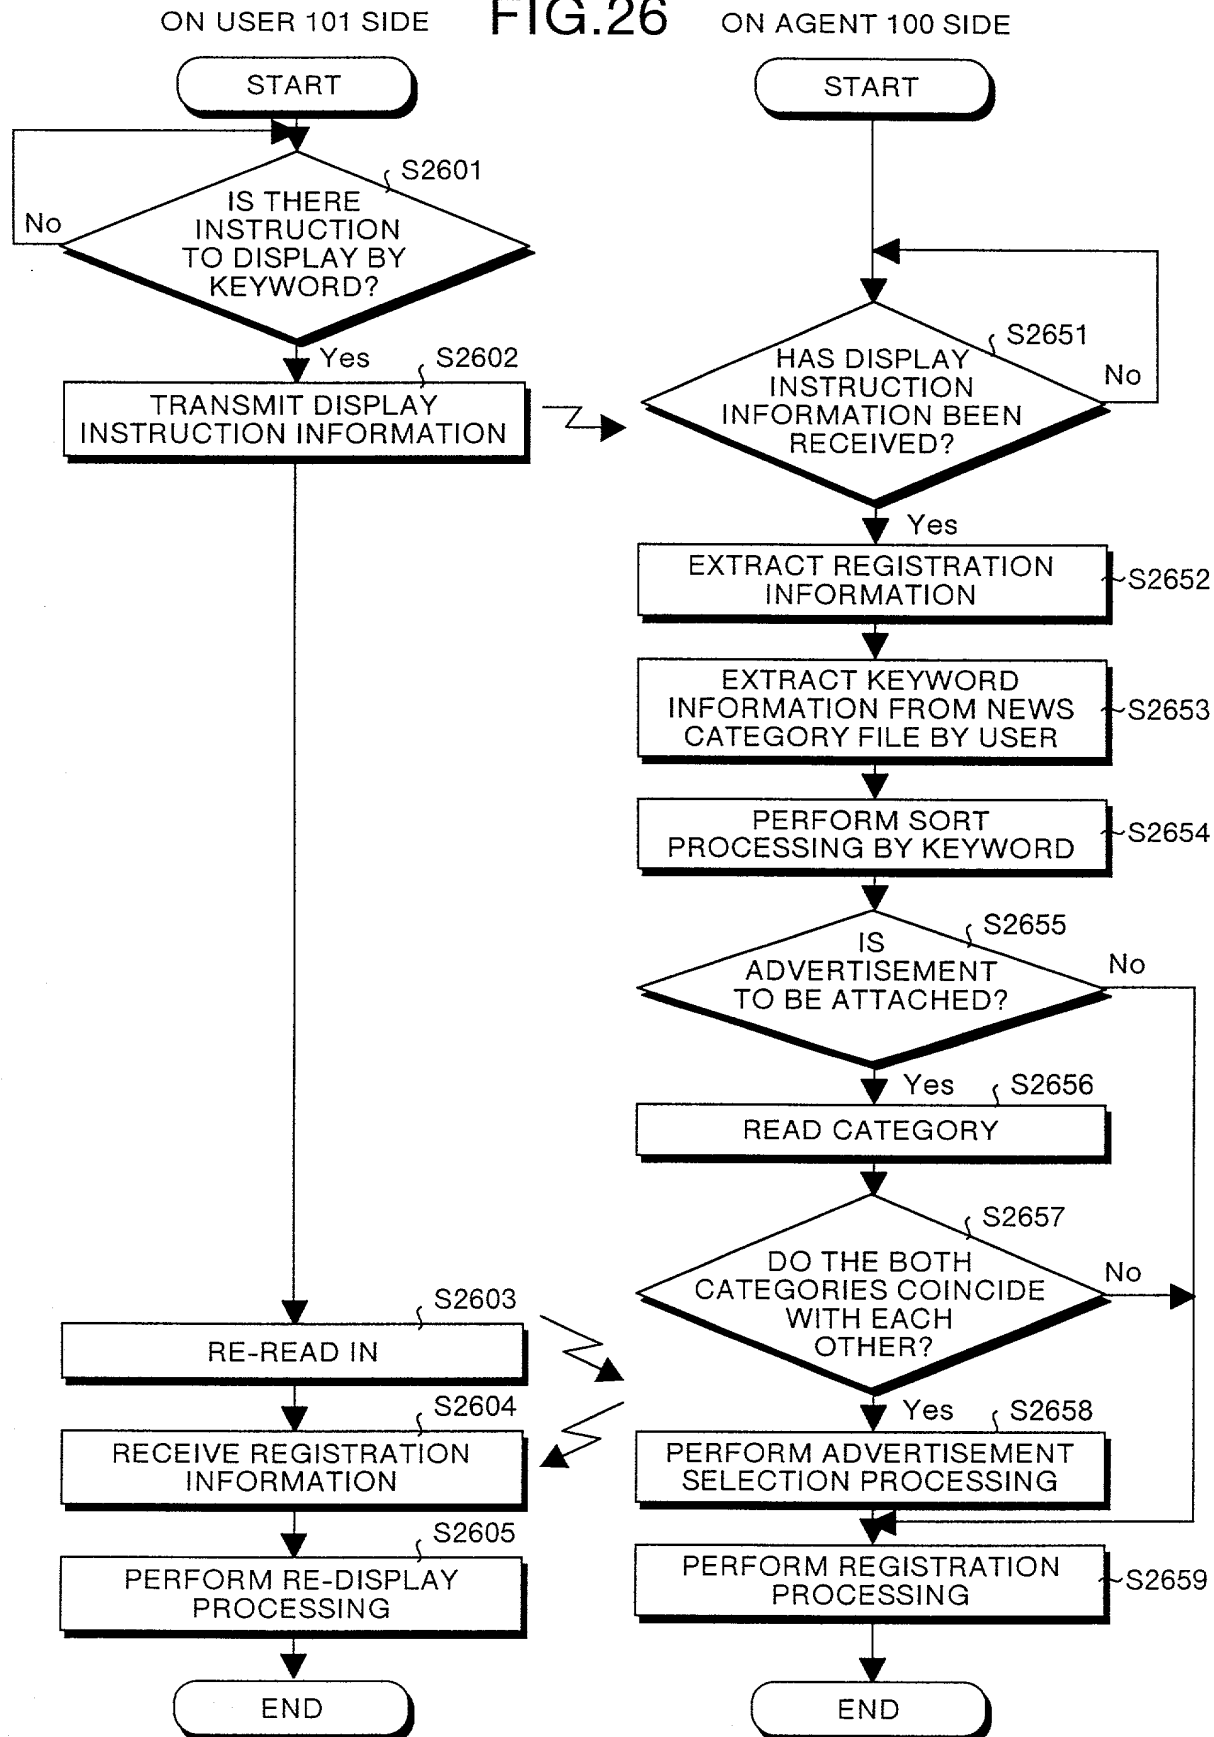 FIG.26
ON USER 101 SIDE
START
S2601
IS THERE
INSTRUCTION
TO DISPLAY BY
KEYWORD?
No
Yes
S2602
TRANSMIT DISPLAY
INSTRUCTION INFORMATION
S2603
RE-READ IN
S2604
RECEIVE REGISTRATION
INFORMATION
S2605
PERFORM RE-DISPLAY
PROCESSING
END
ON AGENT 100 SIDE
START
S2651
HAS DISPLAY
INSTRUCTION
INFORMATION BEEN
RECEIVED?
No
Yes
EXTRACT REGISTRATION
INFORMATION
S2652
EXTRACT KEYWORD
INFORMATION FROM NEWS
CATEGORY FILE BY USER
S2653
PERFORM SORT
PROCESSING BY KEYWORD
S2654
S2655
IS
ADVERTISEMENT
TO BE ATTACHED?
No
Yes
S2656
READ CATEGORY
S2657
DO THE BOTH
CATEGORIES COINCIDE
WITH EACH
OTHER?
No
Yes
S2658
PERFORM ADVERTISEMENT
SELECTION PROCESSING
PERFORM REGISTRATION
PROCESSING
S2659
END